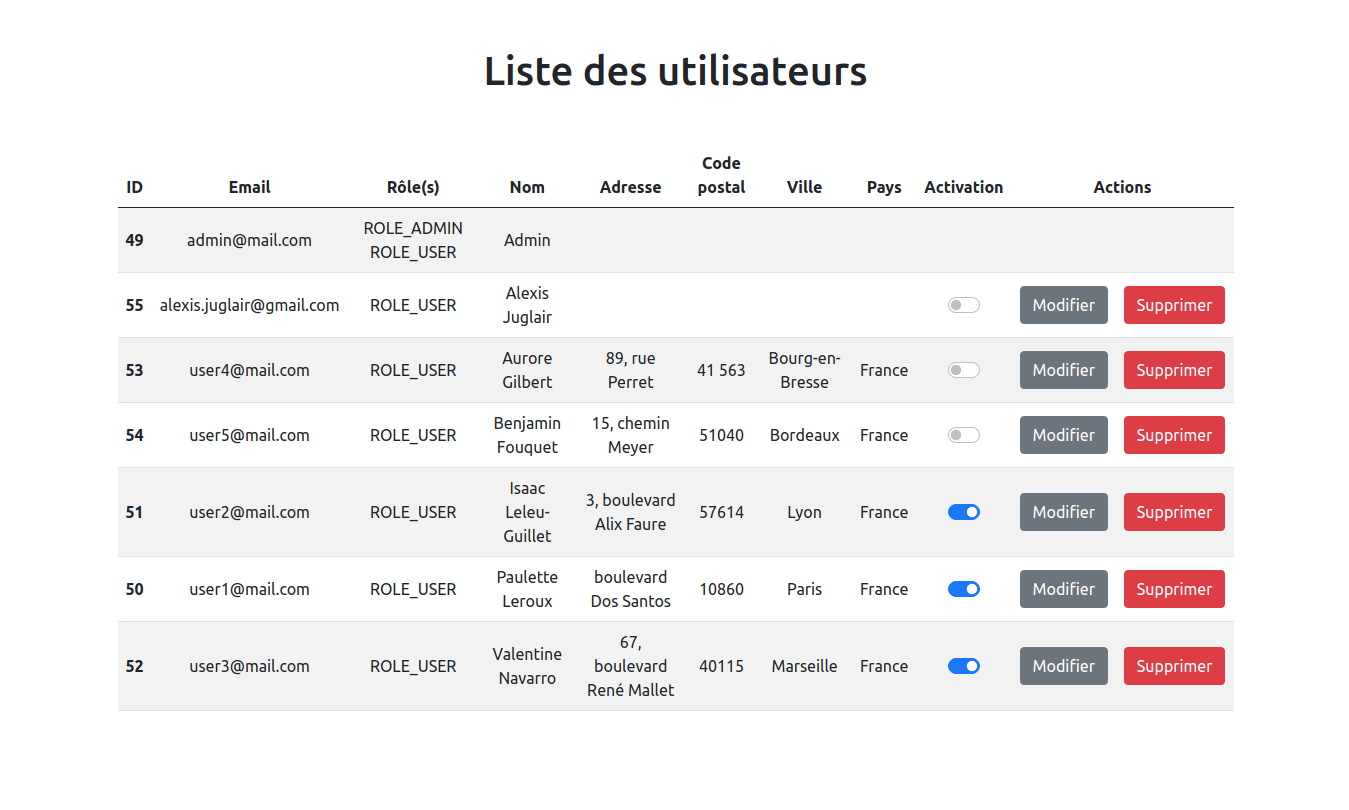 Liste des utilisateurs
ID Email Rôle(s) Nom Adresse Code postal Ville Pays Activation Actions
49 admin@mail.com ROLE_ADMIN ROLE_USER Admin
55 alexis.juglair@gmail.com ROLE_USER Alexis Juglair Modifier Supprimer
53 user4@mail.com ROLE_USER Aurore Gilbert 89, rue Perret 41 563 Bourg-en-Bresse France Modifier Supprimer
54 user5@mail.com ROLE_USER Benjamin Fouquet 15, chemin Meyer 51040 Bordeaux France Modifier Supprimer
51 user2@mail.com ROLE_USER Isaac Leleu-Guillet 3, boulevard Alix Faure 57614 Lyon France Modifier Supprimer
50 user1@mail.com ROLE_USER Paulette Leroux boulevard Dos Santos 10860 Paris France Modifier Supprimer
52 user3@mail.com ROLE_USER Valentine Navarro 67, boulevard René Mallet 40115 Marseille France Modifier Supprimer